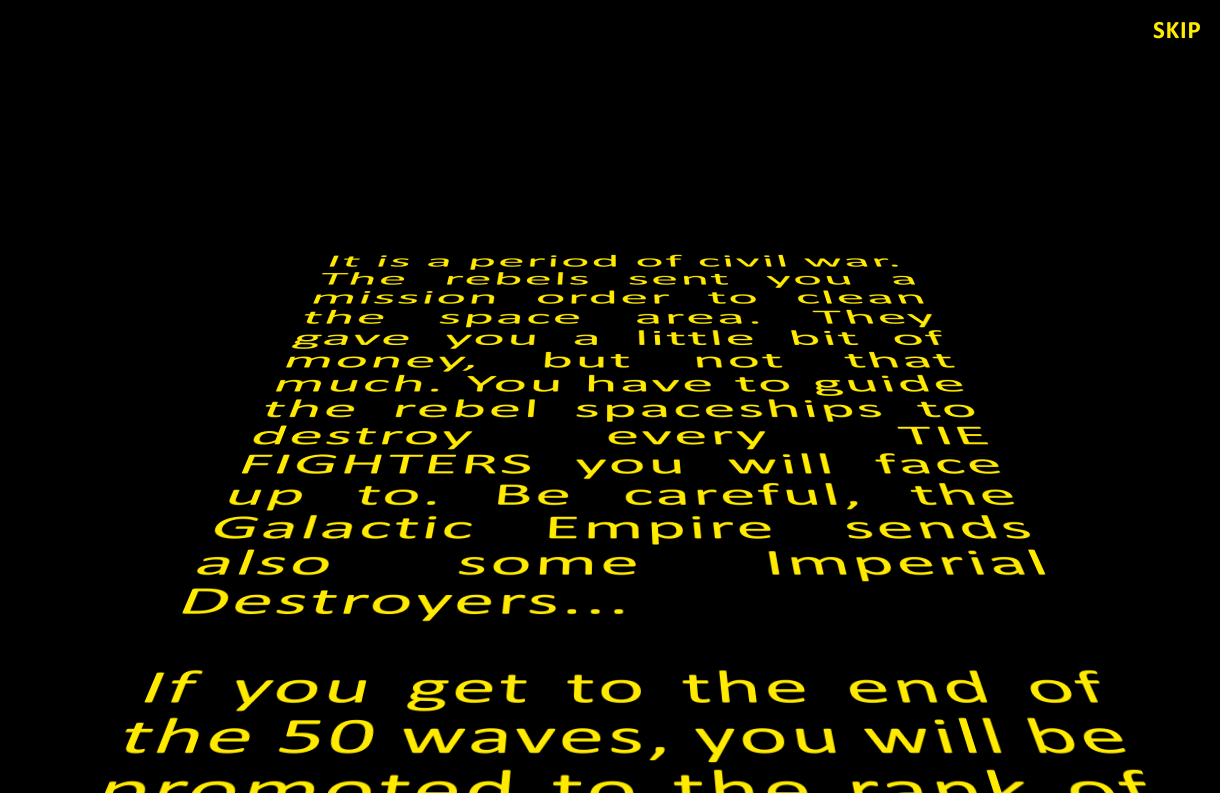 SKIP
It is a period of civil war.
The rebels sent you a
mission order to clean
the space area. They
gave you a little bit of
money, but not that
much. You have to guide
the rebel spaceships to
destroy every TIE
FIGHTERS you will face
up to. Be careful, the
Galactic Empire sends
also some Imperial
Destroyers...
If you get to the end of
the 50 waves, you will be
promoted to the rank of